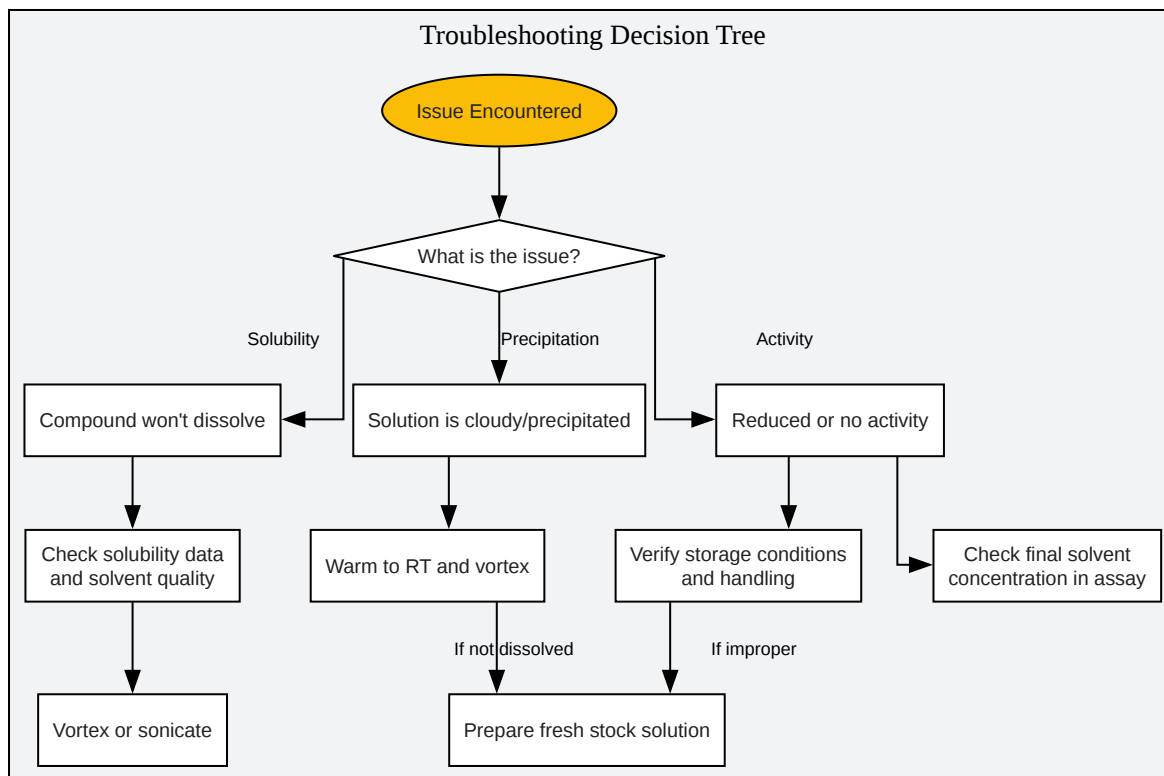 Troubleshooting Decision Tree
Issue Encountered
What is the issue?
Solubility
Precipitation
Activity
Compound won't dissolve
Solution is cloudy/precipitated
Reduced or no activity
Check solubility data
and solvent quality
Warm to RT and vortex
Verify storage conditions
and handling
Check final solvent
concentration in assay
If not dissolved
If improper
Vortex or sonicate
Prepare fresh stock solution